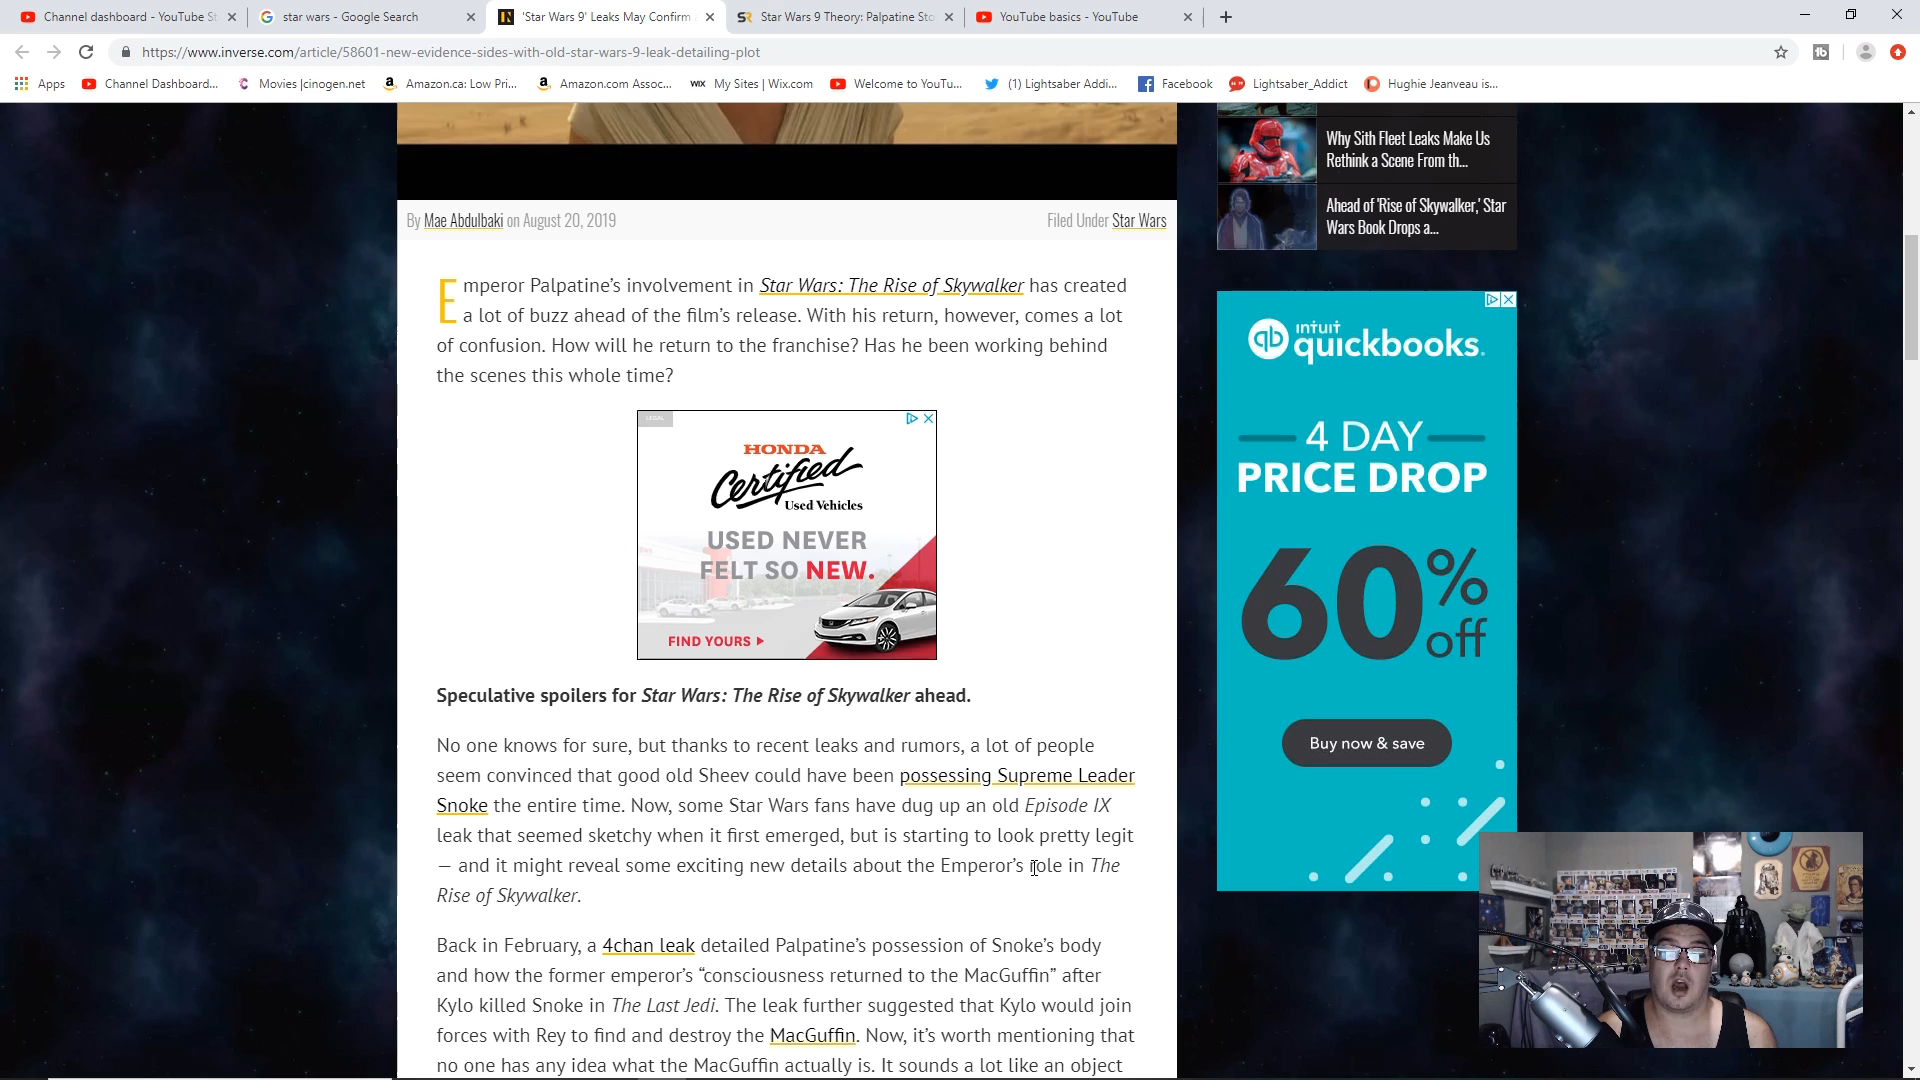 Channel dashboard - YouTube St
star wars - Google Search
'Star Wars 9' Leaks May Confirm
Star Wars 9 Theory: Palpatine Sto
YouTube basics - YouTube
https://www.inverse.com/article/58601-new-evidence-sides-with-old-star-wars-9-leak-detailing-plot
Apps
Channel Dashboard...
Movies |cinogen.net
Amazon.ca: Low Pri...
Amazon.com Assoc...
WIX My Sites | Wix.com
Welcome to YouTu...
(1) Lightsaber Addi...
Facebook
Lightsaber_Addict
Hughie Jeanveau is...
Why Sith Fleet Leaks Make Us
Rethink a Scene From th...
Ahead of 'Rise of Skywalker,' Star
Wars Book Drops a...
By Mae Abdulbaki on August 20, 2019
Filed Under Star Wars
Emperor Palpatine's involvement in Star Wars: The Rise of Skywalker has created
a lot of buzz ahead of the film's release. With his return, however, comes a lot
of confusion. How will he return to the franchise? Has he been working behind
the scenes this whole time?
LEGAL
HONDA
Certified
Used Vehicles
USED NEVER
FELT SO NEW.
FIND YOURS
Speculative spoilers for Star Wars: The Rise of Skywalker ahead.
No one knows for sure, but thanks to recent leaks and rumors, a lot of people
seem convinced that good old Sheev could have been possessing Supreme Leader
Snoke the entire time. Now, some Star Wars fans have dug up an old Episode IX
leak that seemed sketchy when it first emerged, but is starting to look pretty legit
— and it might reveal some exciting new details about the Emperor's role in The
Rise of Skywalker.
Back in February, a 4chan leak detailed Palpatine's possession of Snoke's body
and how the former emperor's “consciousness returned to the MacGuffin” after
Kylo killed Snoke in The Last Jedi. The leak further suggested that Kylo would join
forces with Rey to find and destroy the MacGuffin. Now, it's worth mentioning that
no one has any idea what the MacGuffin actually is. It sounds a lot like an object
qb
intuit
quickbooks.
4 DAY
PRICE DROP
60%
off
Buy now & save